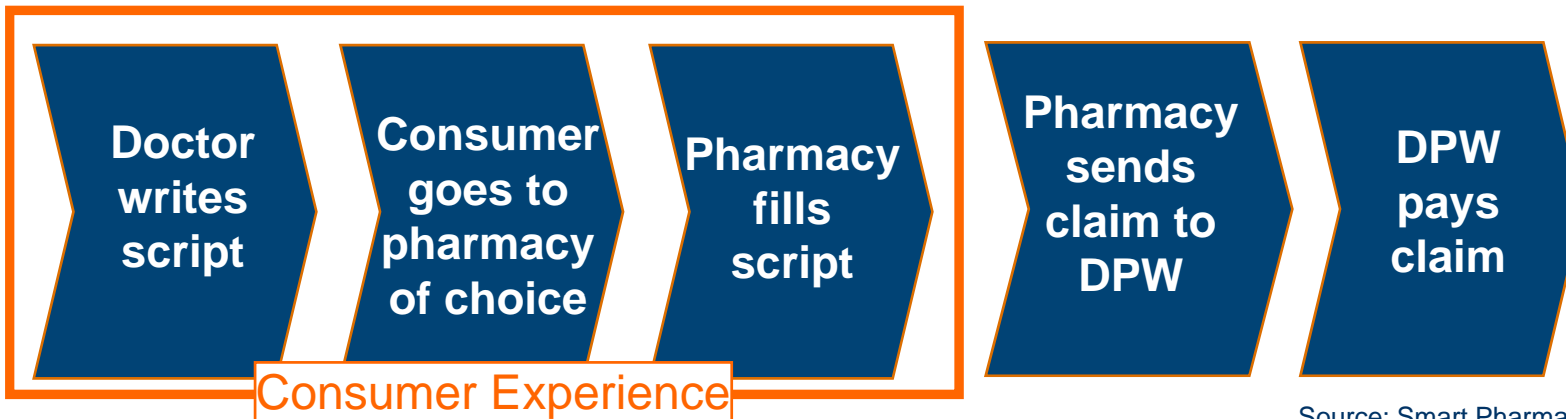 Doctor
writes
script
Consumer
goes to
pharmacy
of choice
Pharmacy
fills
script
Pharmacy
sends
claim to
DPW
DPW
pays
claim
Consumer Experience
Source: Smart Pharma